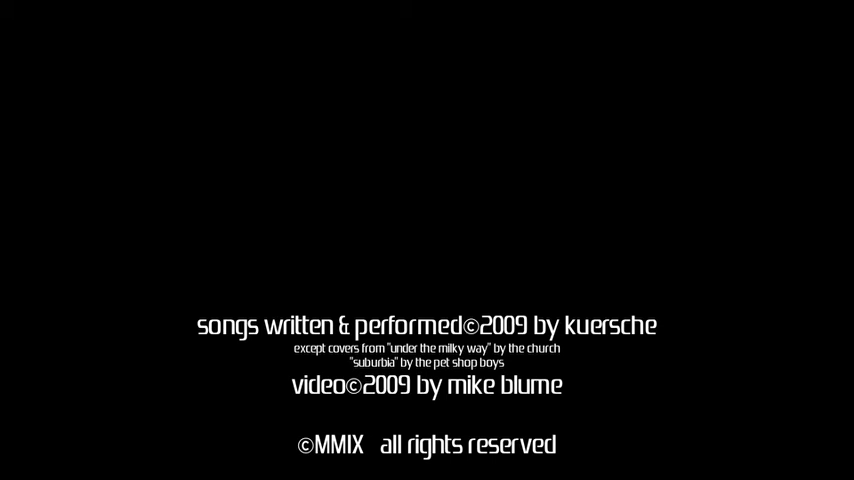 songs written & performed©2009 by kuersche
except covers from "under the milky way" by the church
"suburbia" by the pet shop boys
video©2009 by mike blume
©MMIX all rights reserved